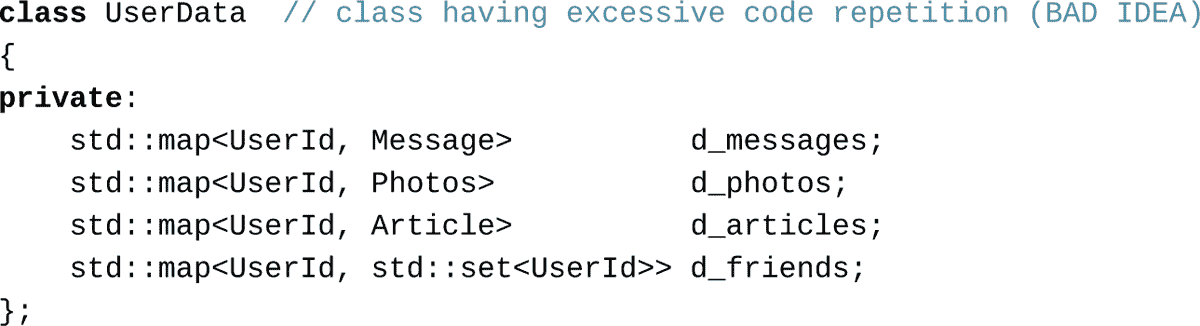 class UserData  // class having excessive code repetition (BAD IDEA)
{
private:
    std::map<UserId, Message>          d_messages;
    std::map<UserId, Photos>           d_photos;
    std::map<UserId, Article>          d_articles;
    std::map<UserId, std::set<UserId>> d_friends;
};